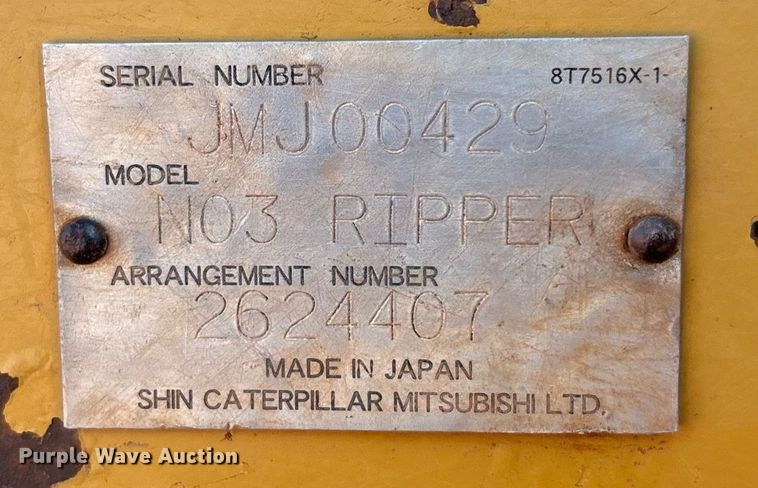 SERIAL NUMBER 8T7516X-1-
JMJ00429
MODEL
NO3 RIPPER
ARRANGEMENT NUMBER
2624407
MADE IN JAPAN
SHIN CATERPILLAR MITSUBISHI LTD.
Purple Wave Auction